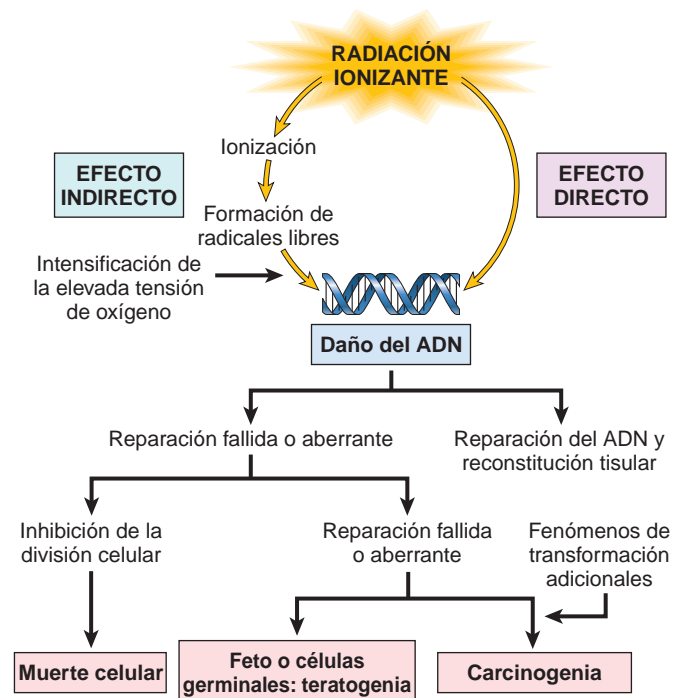 RADIACIÓN
IONIZANTE
Ionización
EFECTO
INDIRECTO
EFECTO
DIRECTO
Formación de
radicales libres
Intensificación de
la elevada tensión
de oxígeno
Daño del ADN
Reparación fallida o aberrante
Reparación del ADN y
reconstitución tisular
Inhibición de la
división celular
Reparación fallida
o aberrante
Fenómenos de
transformación
adicionales
Muerte celular
Feto o células
germinales: teratogenia
Carcinogenia